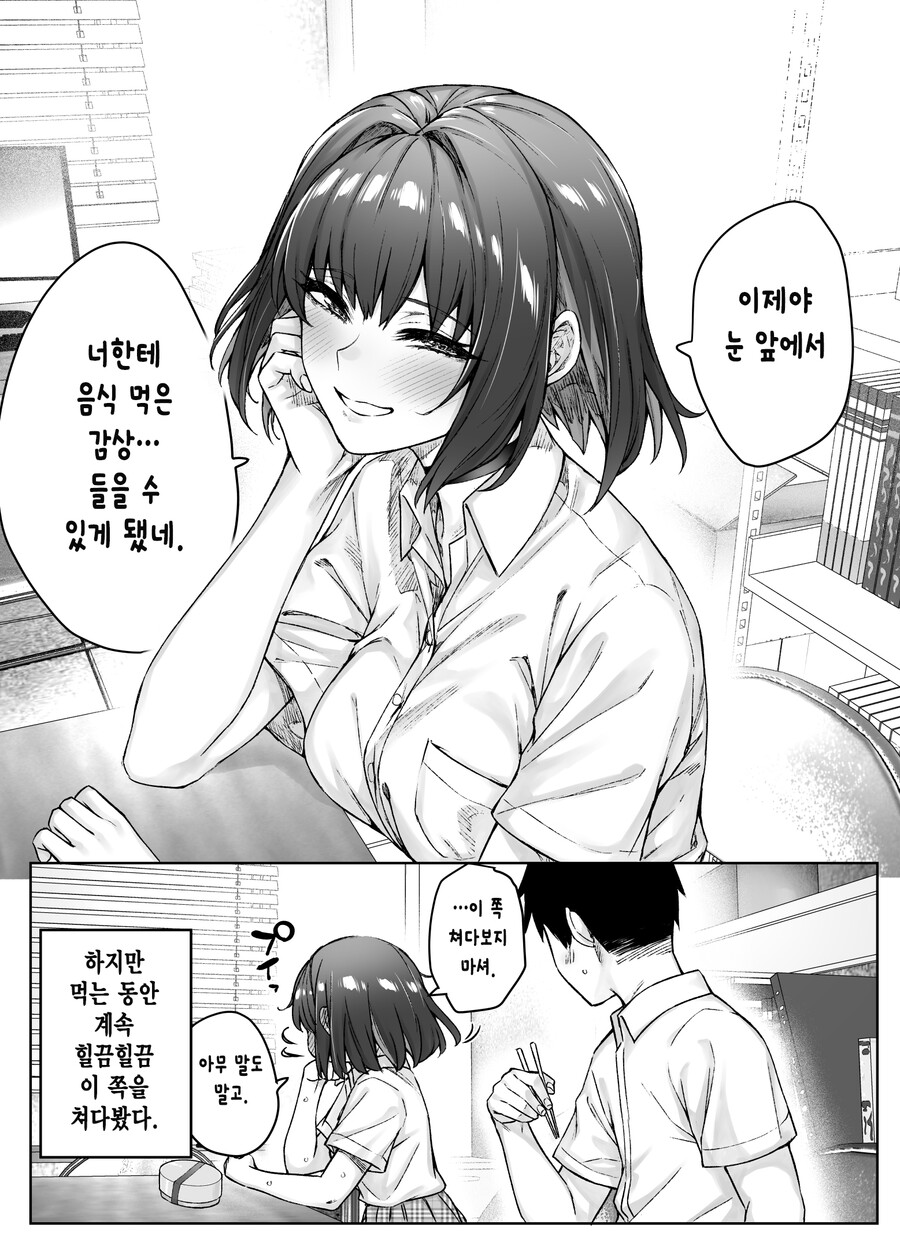 이제야
눈 앞에서
너한테
음식 먹은
감상…
들을 수
있게 됐네.
…이 쪽
쳐다보지
마셔.
아무 말도
말고.
하지만
먹는 동안
계속
힐끔힐끔
이 쪽을
쳐다봤다.
プイ